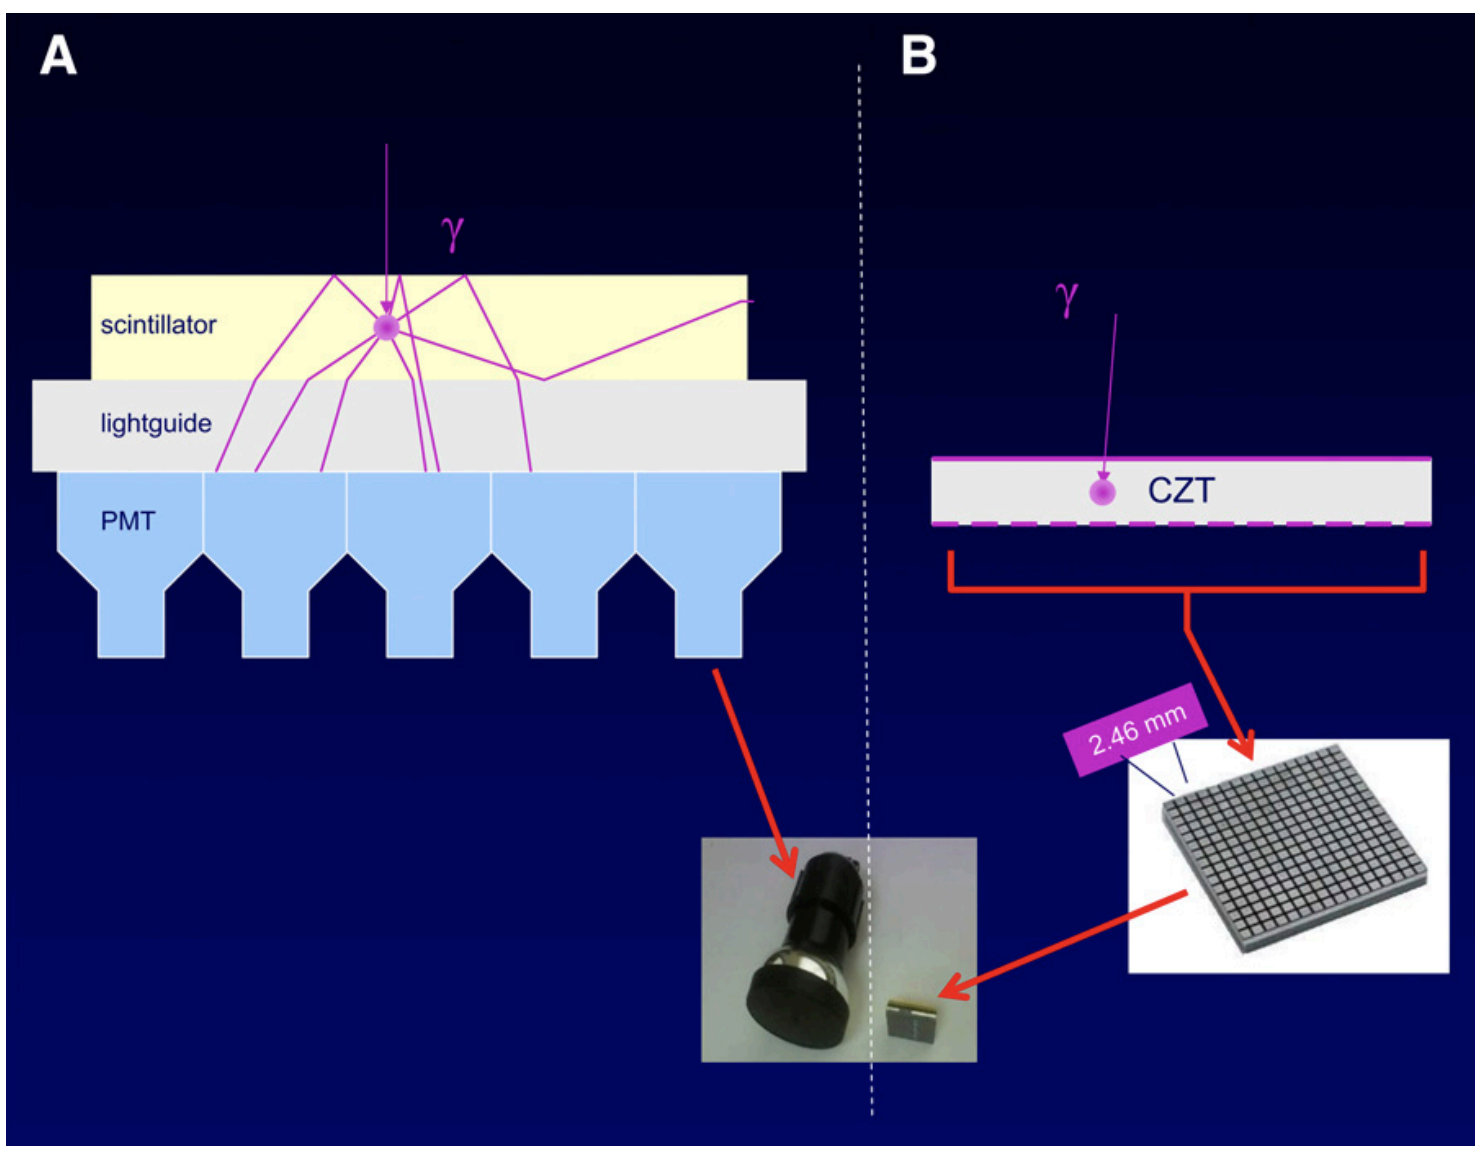 A
γ
scintillator
lightguide
PMT
B
γ
CZT
2.46 mm